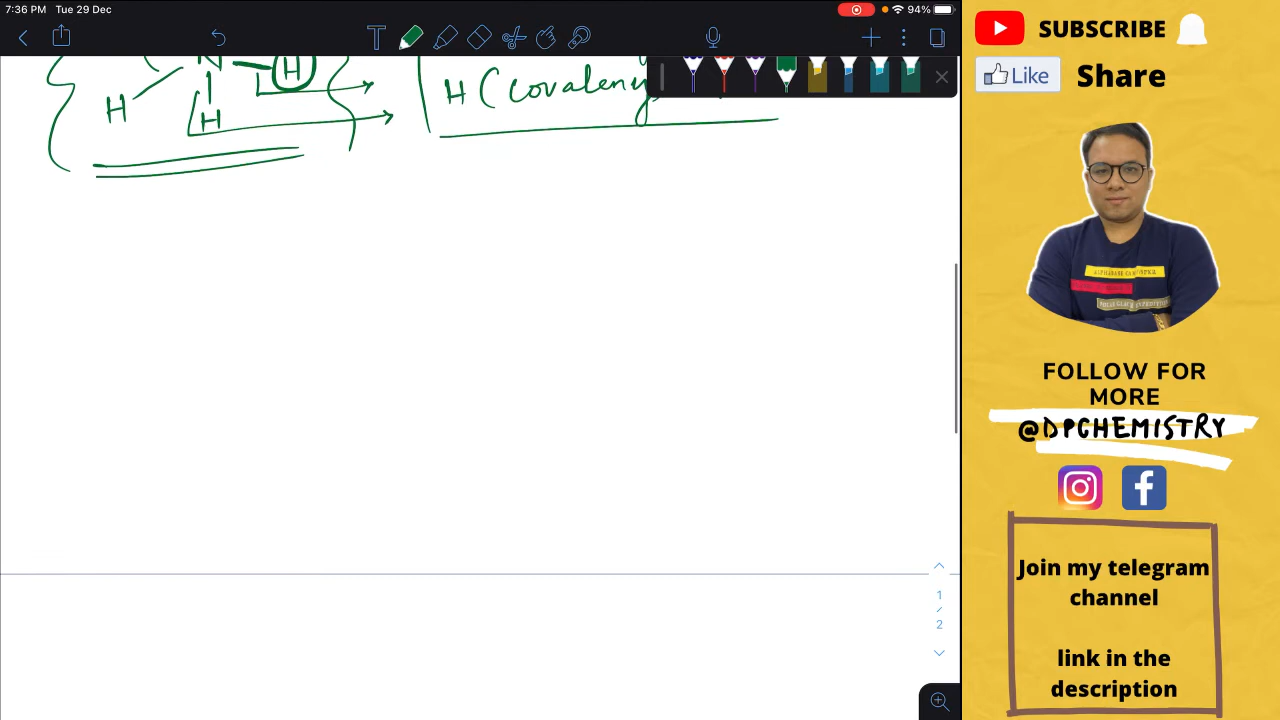 7:36 PM Tue 29 Dec
94%
T
N
H
H
H
H (Covalency
1
/
2
SUBSCRIBE
Like
Share
FOLLOW FOR
MORE
@DPCHEMISTRY
Join my telegram
channel
link in the
description